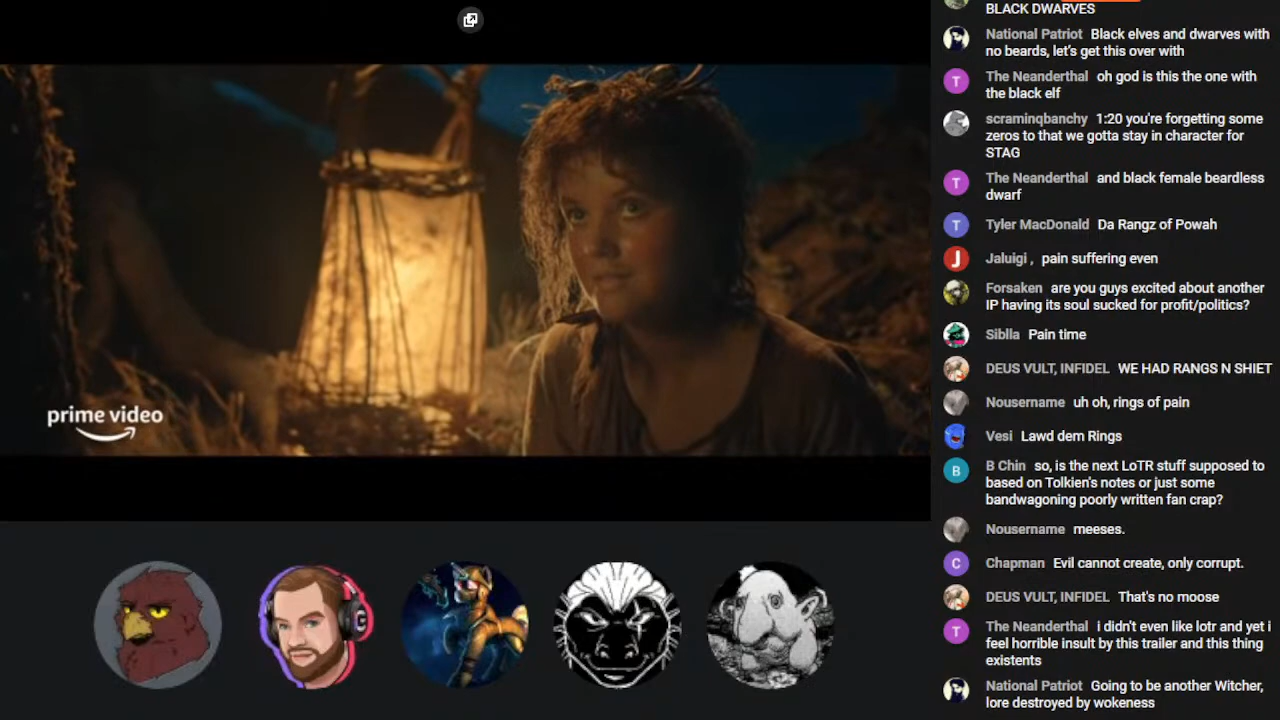 prime video
BLACK DWARVES
National Patriot Black elves and dwarves with
no beards, let's get this over with
The Neanderthal oh god is this the one with
the black elf
scraminqbanchy 1:20 you're forgetting some
zeros to that we gotta stay in character for
STAG
The Neanderthal and black female beardless
dwarf
Tyler MacDonald Da Rangz of Powah
Jaluigi , pain suffering even
Forsaken are you guys excited about another
IP having its soul sucked for profit/politics?
Siblla Pain time
DEUS VULT, INFIDEL WE HAD RANGS N SHIET
Nousername uh oh, rings of pain
Vesi Lawd dem Rings
B Chin so, is the next LoTR stuff supposed to
based on Tolkien's notes or just some
bandwagoning poorly written fan crap?
Nousername meeses.
Chapman Evil cannot create, only corrupt.
DEUS VULT, INFIDEL That's no moose
The Neanderthal i didn't even like lotr and yet i
feel horrible insult by this trailer and this thing
existents
National Patriot Going to be another Witcher,
lore destroyed by wokeness
T
T
T
J
B
C
T